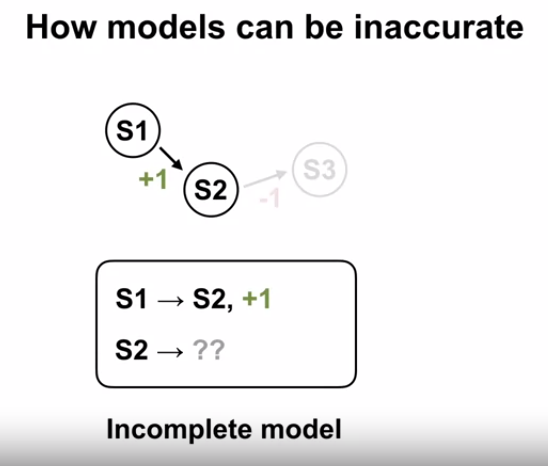 How models can be inaccurate
S1
+1
S2
S3
-1
S1 → S2, +1
S2 → ??
Incomplete model